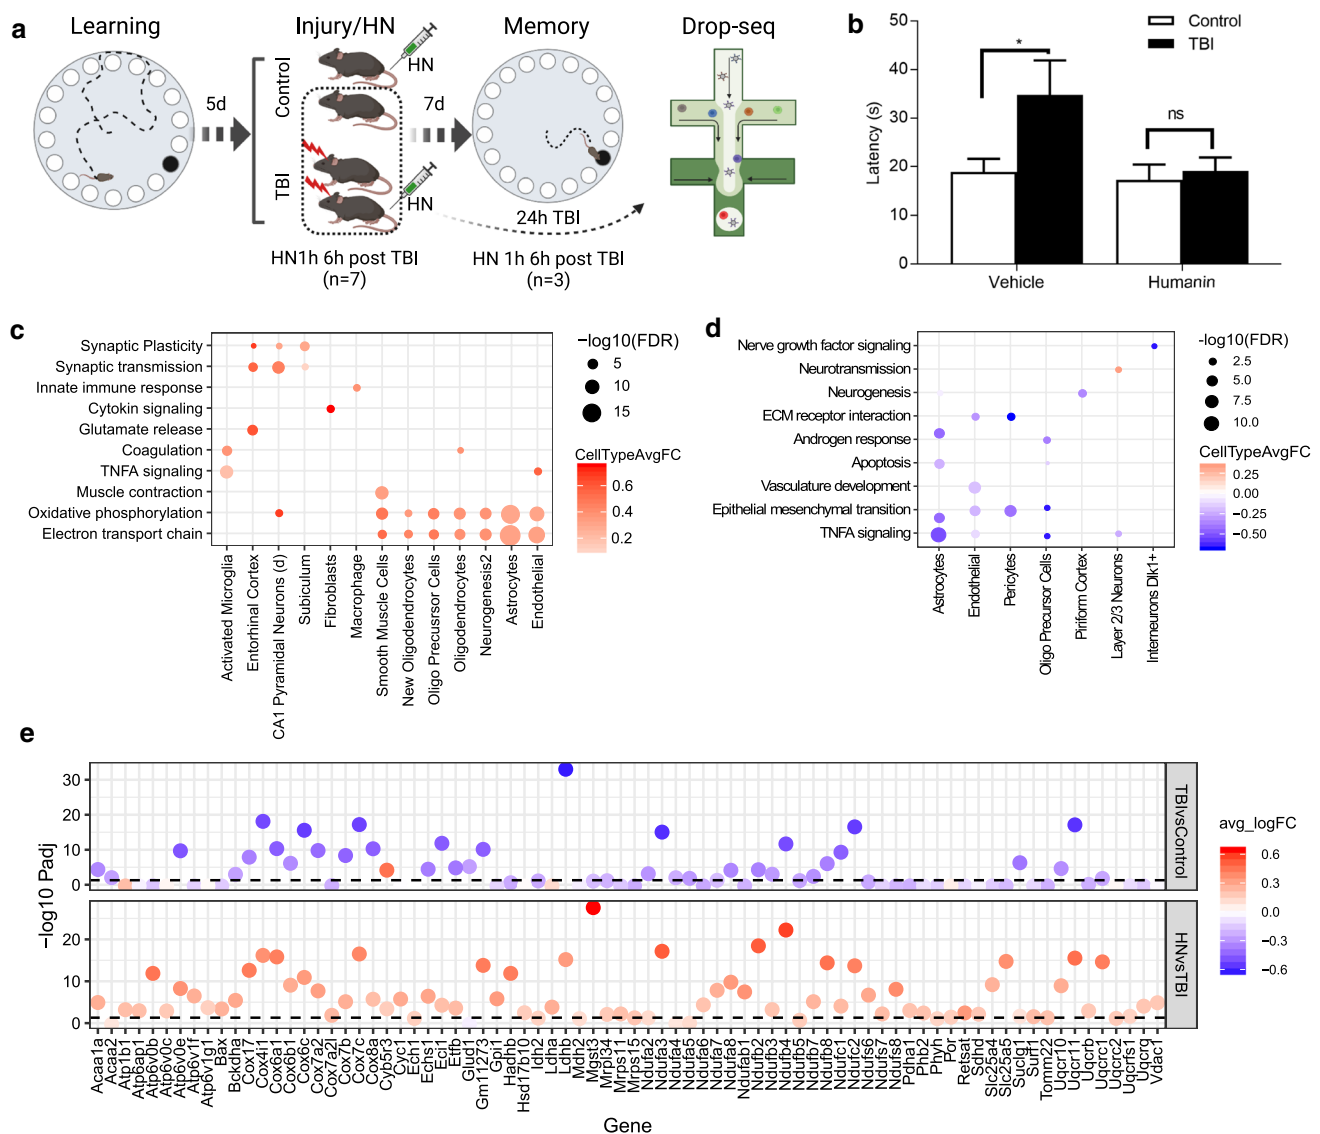 a
Learning
Injury/HN
Memory
Drop-seq
5d
Control
TBI
HN
HN
7d
24h TBI
HN1h 6h post TBI
(n=7)
HN 1h 6h post TBI
(n=3)
b
Control
TBI
Latency (s)
50
40
30
20
10
0
*
ns
Vehicle
Humanin
c
Synaptic Plasticity
Synaptic transmission
Innate immune response
Cytokin signaling
Glutamate release
Coagulation
TNFA signaling
Muscle contraction
Oxidative phosphorylation
Electron transport chain
Activated Microglia
Entorhinal Cortex
CA1 Pyramidal Neurons (d)
Subiculum
Fibroblasts
Macrophage
Smooth Muscle Cells
New Oligodendrocytes
Oligo Precusrsor Cells
Oligodendrocytes
Neurogenesis2
Astrocytes
Endothelial
−log10(FDR)
5
10
15
CellTypeAvgFC
0.6
0.4
0.2
d
Nerve growth factor signaling
Neurotransmission
Neurogenesis
ECM receptor interaction
Androgen response
Apoptosis
Vasculature development
Epithelial mesenchymal transition
TNFA signaling
Astrocytes
Endothelial
Pericytes
Oligo Precursor Cells
Piriform Cortex
Layer 2/3 Neurons
Interneurons Dlk1+
-log10(FDR)
2.5
5.0
7.5
10.0
CellTypeAvgFC
0.25
0.00
−0.25
−0.50
e
−log10 Padj
30
20
10
0
TBIvsControl
20
10
0
HNvsTBI
Acaa1a
Acaa2
Atp1b1
Atp6ap1
Atp6v0b
Atp6v0c
Atp6v0e
Atp6v1f
Atp6v1g1
Bax
Bckdha
Cox17
Cox4i1
Cox6a1
Cox6b1
Cox6c
Cox7a2
Cox7a2l
Cox7b
Cox7c
Cox8a
Cyb5r3
Cyc1
Ech1
Echs1
Eci1
Etfb
Glud1
Gm11273
Gpi1
Hadhb
Hsd17b10
Idh2
Ldha
Ldhb
Mdh2
Mgst3
Mrpl34
Mrps11
Mrps15
Ndufa2
Ndufa3
Ndufa4
Ndufa5
Ndufa6
Ndufa7
Ndufa8
Ndufab1
Ndufb2
Ndufb3
Ndufb4
Ndufb5
Ndufb7
Ndufb8
Ndufc1
Ndufc2
Ndufs6
Ndufs7
Ndufs8
Pdha1
Phb2
Phyh
Por
Retsat
Sdhd
Slc25a4
Slc25a5
Suclg1
Surf1
Tomm22
Uqcr10
Uqcr11
Uqcrb
Uqcrc1
Uqcrc2
Uqcrfs1
Uqcrq
Vdac1
Gene
avg_logFC
0.6
0.3
0.0
−0.3
−0.6